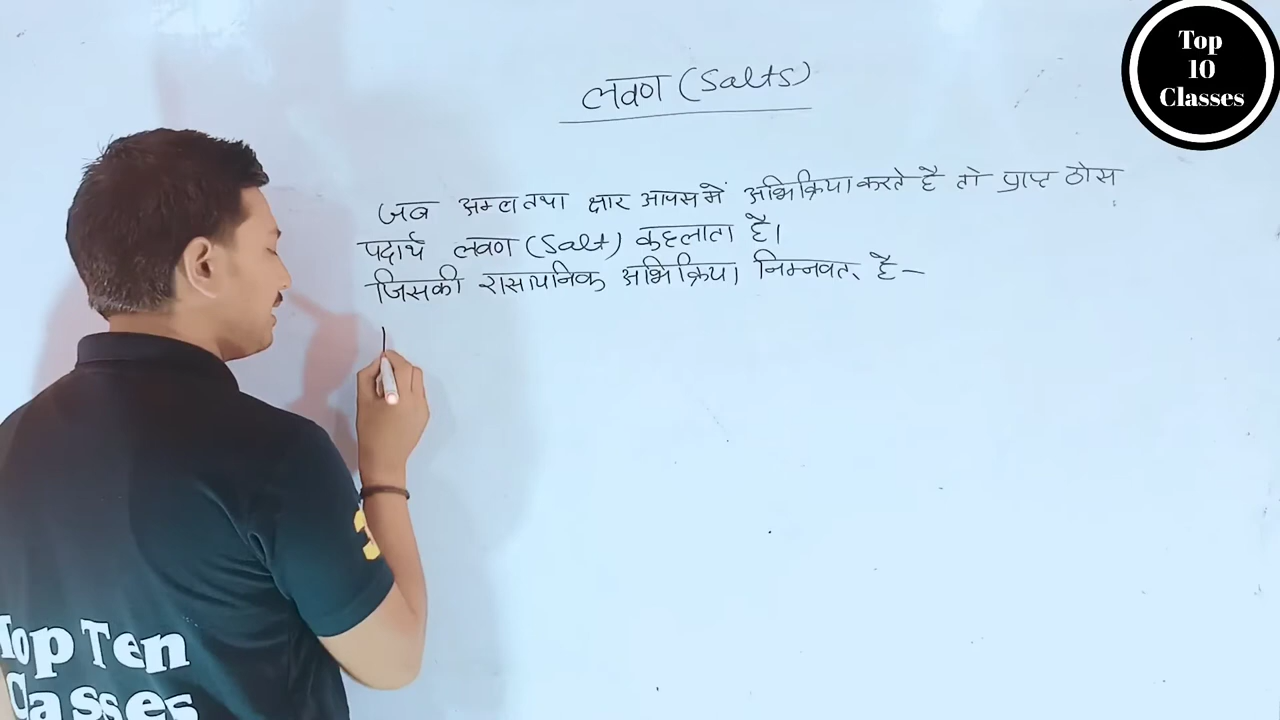 लवण (Salts)
जब अम्ल तथा क्षार आपस में अभिक्रिया करते है तो प्राप्त ठोस
पदार्थ लवण (Salt) कहलाता है।
जिसकी रासायनिक अभिक्रिया निम्नवत् है –
Top
10
Classes
Top Ten
Classes
3